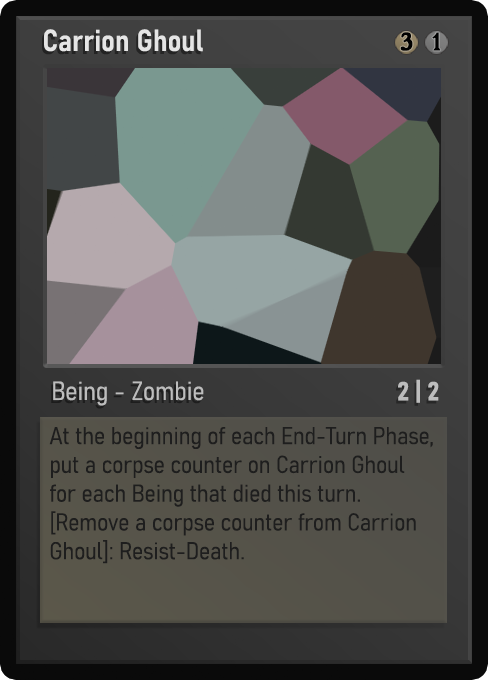 Carrion Ghoul 3 1
Being - Zombie 2|2
At the beginning of each End-Turn Phase,
put a corpse counter on Carrion Ghoul
for each Being that died this turn.
[Remove a corpse counter from Carrion
Ghoul]: Resist-Death.